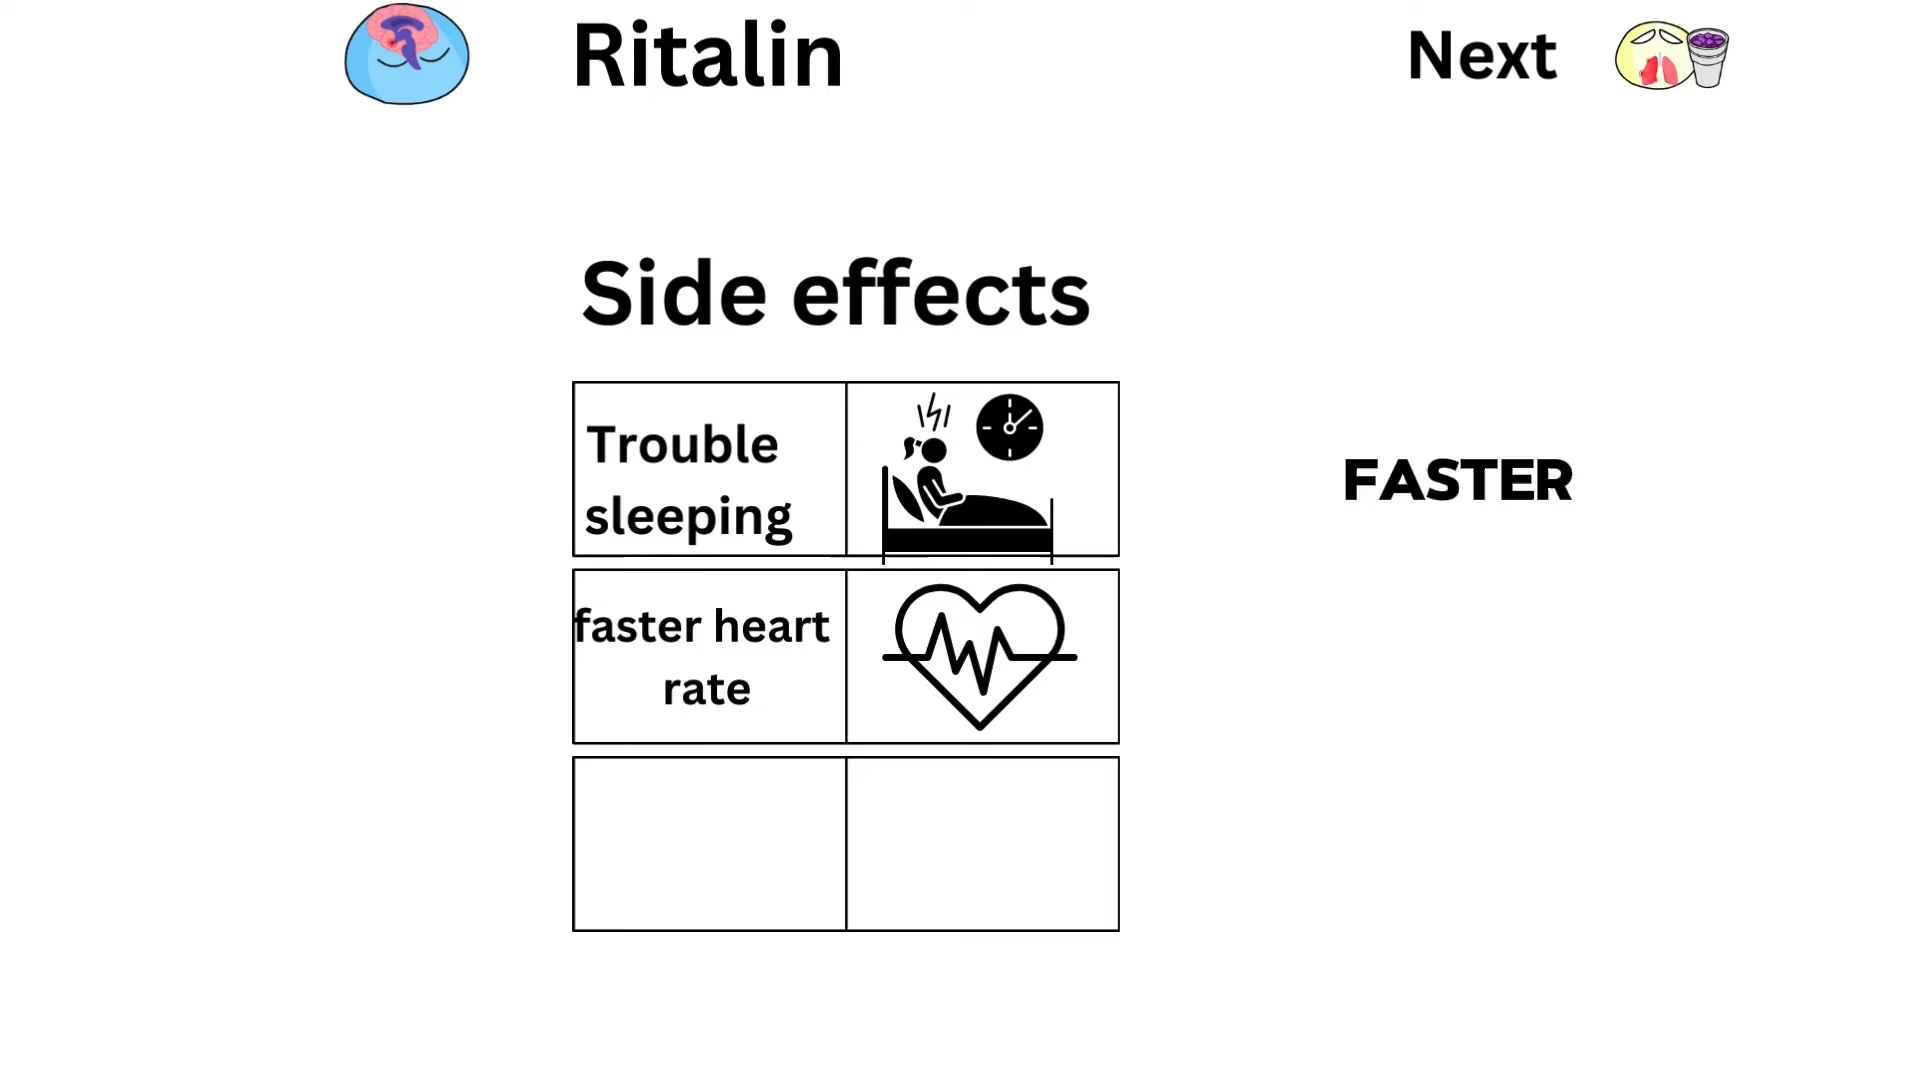 Ritalin
Next
Side effects
Trouble
sleeping
FASTER
faster heart
rate